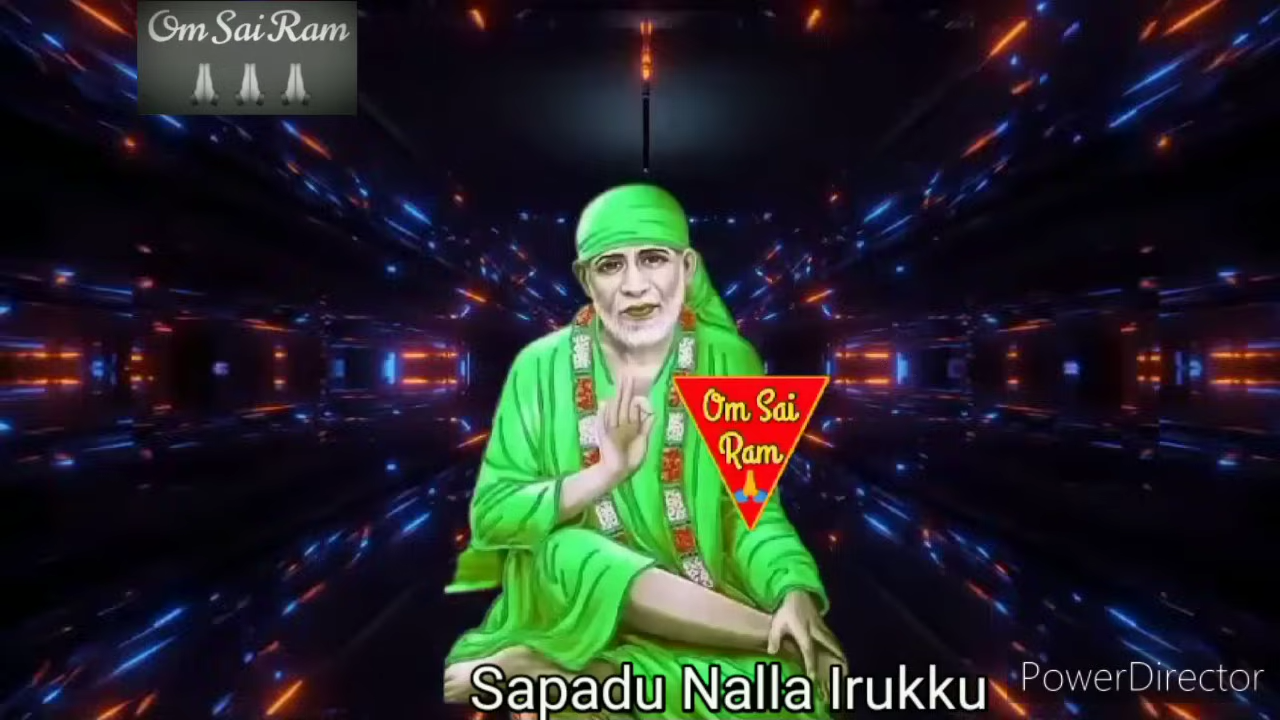 Om Sai Ram
🙏 🙏 🙏
Om Sai
Ram
🙏
Sapadu Nalla Irukku
PowerDirector